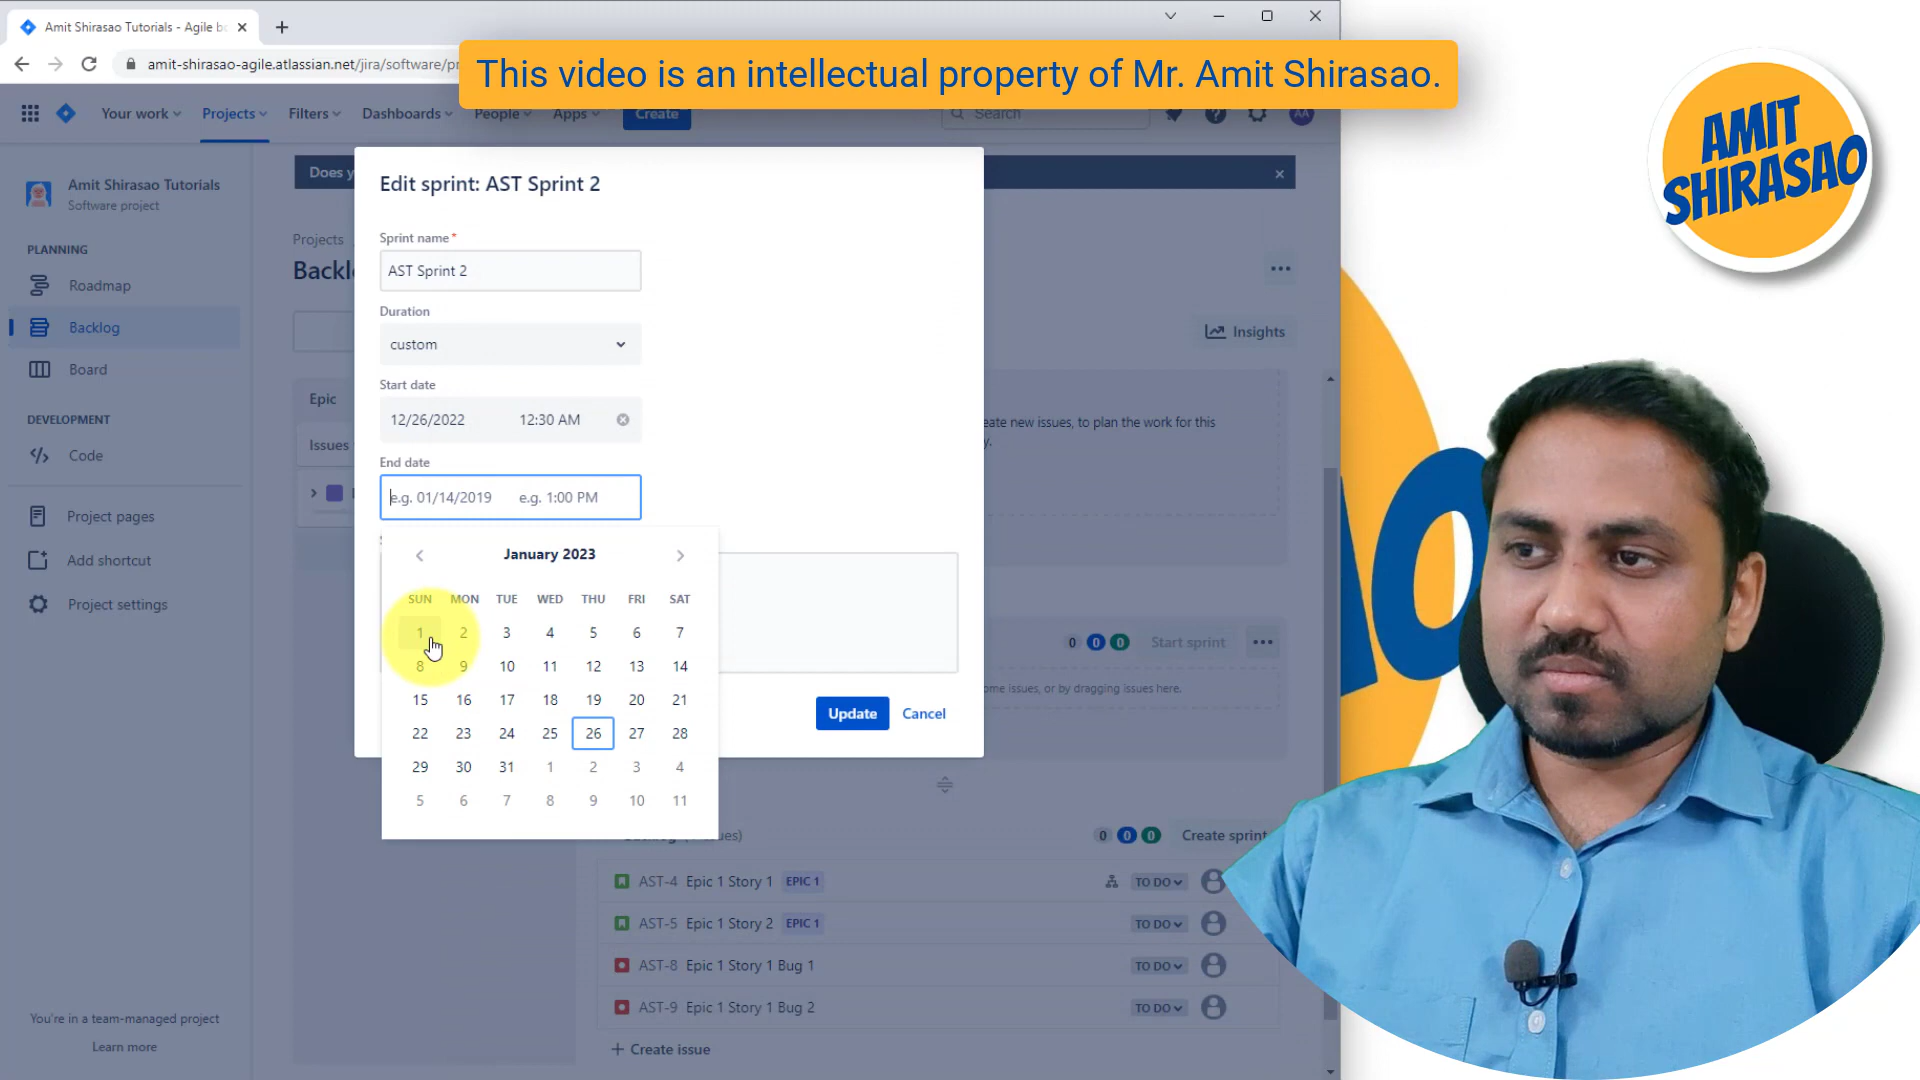 Amit Shirasao Tutorials - Agile bo
amit-shirasao-agile.atlassian.net/jira/software/pr
This video is an intellectual property of Mr. Amit Shirasao.
AMIT
SHIRASAO
Your work
Projects
Filters
Dashboards
People
Apps
Create
Search
AA
Amit Shirasao Tutorials
Software project
PLANNING
Roadmap
Backlog
Board
DEVELOPMENT
Code
Project pages
Add shortcut
Project settings
You're in a team-managed project
Learn more
Does y
Projects
Backl
Epic
Issues
Insights
eate new issues, to plan the work for this
y.
Edit sprint: AST Sprint 2
Sprint name*
AST Sprint 2
Duration
custom
Start date
12/26/2022 12:30 AM
End date
e.g. 01/14/2019 e.g. 1:00 PM
January 2023
SUN MON TUE WED THU FRI SAT
1 2 3 4 5 6 7
8 9 10 11 12 13 14
15 16 17 18 19 20 21
22 23 24 25 26 27 28
29 30 31 1 2 3 4
5 6 7 8 9 10 11
Update Cancel
0 0 0 Start sprint
ome issues, or by dragging issues here.
0 0 0 Create sprint
AST-4 Epic 1 Story 1 EPIC 1 TO DO
AST-5 Epic 1 Story 2 EPIC 1 TO DO
AST-8 Epic 1 Story 1 Bug 1 TO DO
AST-9 Epic 1 Story 1 Bug 2 TO DO
+ Create issue